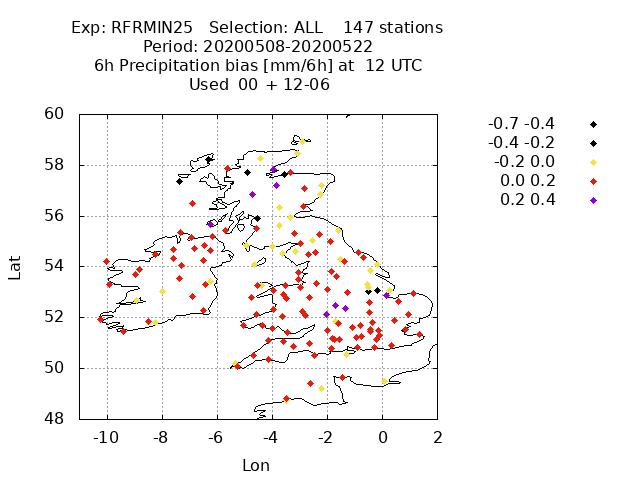 Exp: RFRMIN25   Selection: ALL    147 stations
Period: 20200508-20200522
6h Precipitation bias [mm/6h] at  12 UTC
Used  00 + 12-06
-0.7 -0.4
-0.4 -0.2
-0.2 0.0
0.0 0.2
0.2 0.4
60
58
56
54
52
50
48
Lat
-10 -8 -6 -4 -2 0 2
Lon